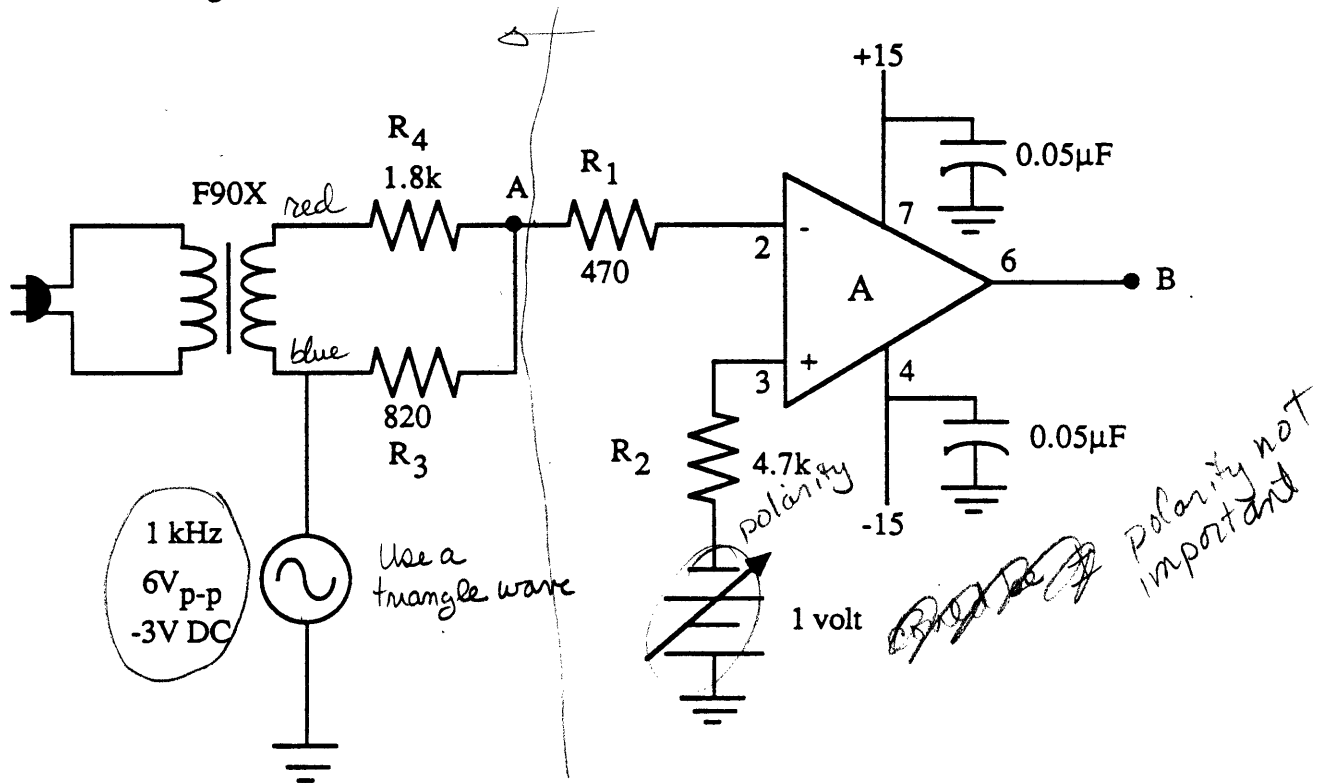 +15
0.05µF
R4
1.8k
A
R1
470
F90X
red
2
-
7
6
B
A
blue
820
R3
3
+
4
0.05µF
R2
4.7k
polarity
-15
1 kHz
6Vp-p
-3V DC
Use a
triangle wave
1 volt
polarity not
important